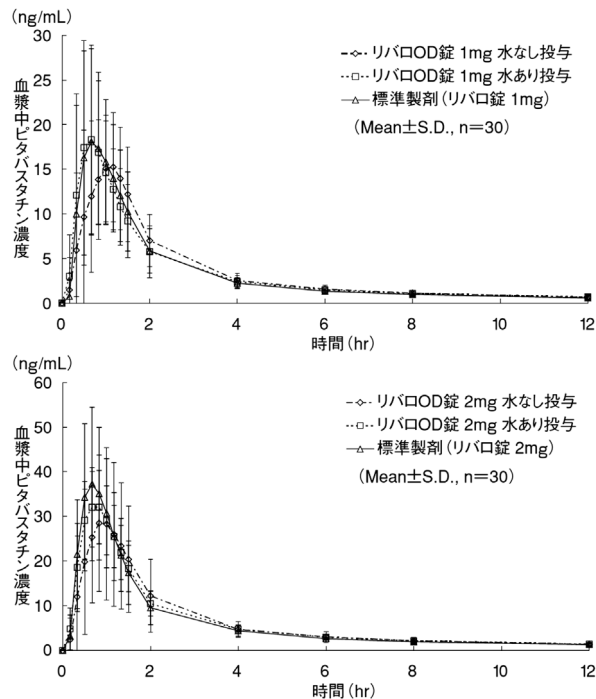 (ng/mL)
30
25
20
15
10
5
0
血漿中ピタバスタチン濃度
リバロOD錠 1mg 水なし投与
リバロOD錠 1mg 水あり投与
標準製剤（リバロ錠 1mg）
（Mean±S.D., n＝30）
0 2 4 6 8 10 12
時間（hr）
(ng/mL)
60
50
40
30
20
10
0
血漿中ピタバスタチン濃度
リバロOD錠 2mg 水なし投与
リバロOD錠 2mg 水あり投与
標準製剤（リバロ錠 2mg）
（Mean±S.D., n＝30）
0 2 4 6 8 10 12
時間（hr）